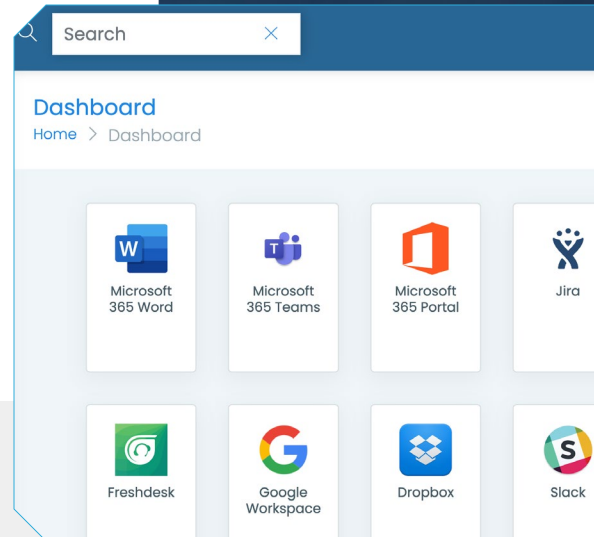 Search
Dashboard
Home > Dashboard
W
T
Microsoft
365 Word
Microsoft
365 Teams
Microsoft
365 Portal
Jira
S
Freshdesk
Google
Workspace
Dropbox
Slack